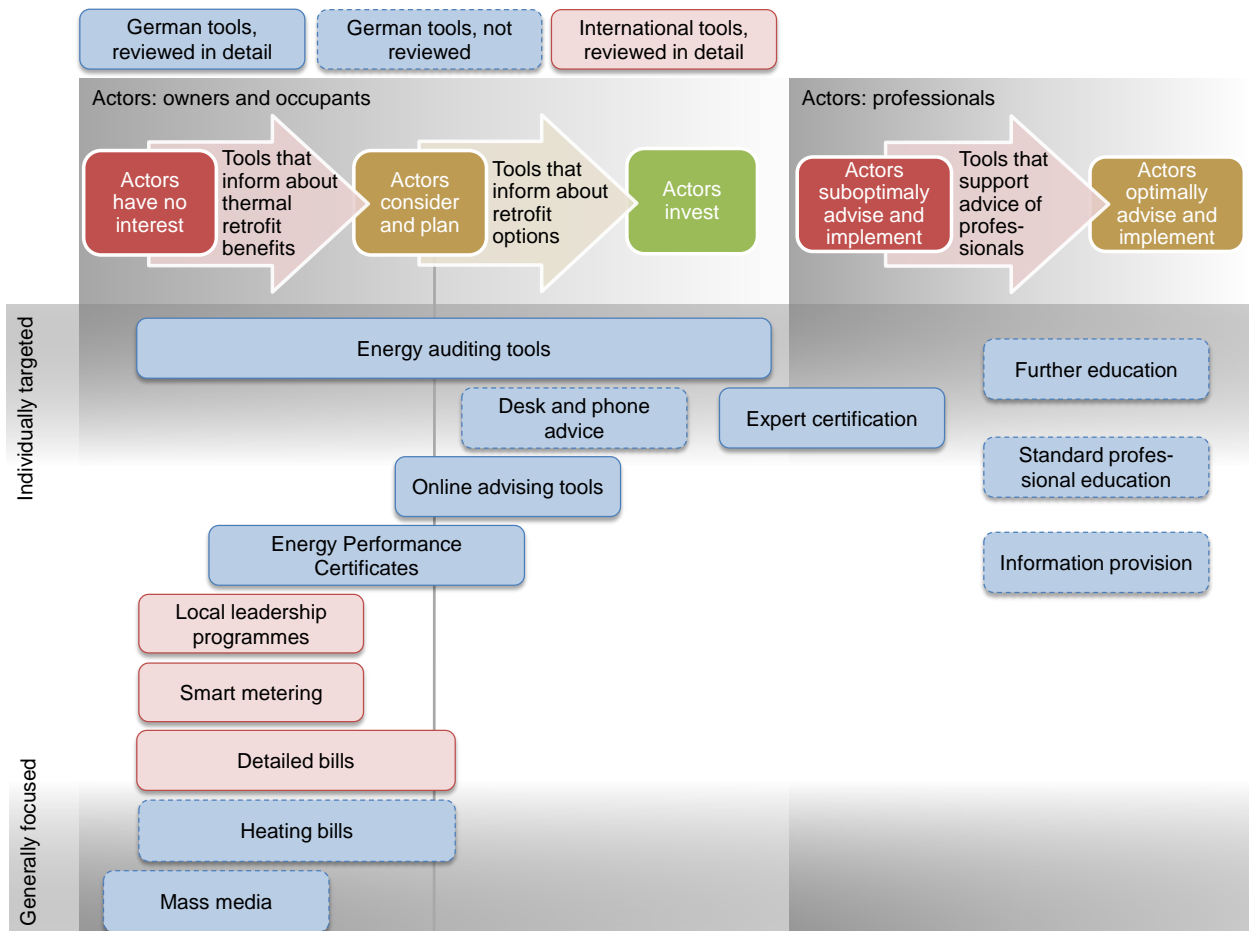 German tools,
reviewed in detail
German tools, not
reviewed
International tools,
reviewed in detail
Actors: owners and occupants
Actors: professionals
Actors
have no
interest
Tools that
inform about
thermal
retrofit
benefits
Actors
consider
and plan
Tools that
inform about
retrofit
options
Actors
invest
Actors
suboptimaly
advise and
implement
Tools that
support
advice of
profes-
sionals
Actors
optimally
advise and
implement
Individually targeted
Energy auditing tools
Further education
Desk and phone
advice
Expert certification
Standard profes-
sional education
Online advising tools
Energy Performance
Certificates
Information provision
Local leadership
programmes
Smart metering
Detailed bills
Generally focused
Heating bills
Mass media